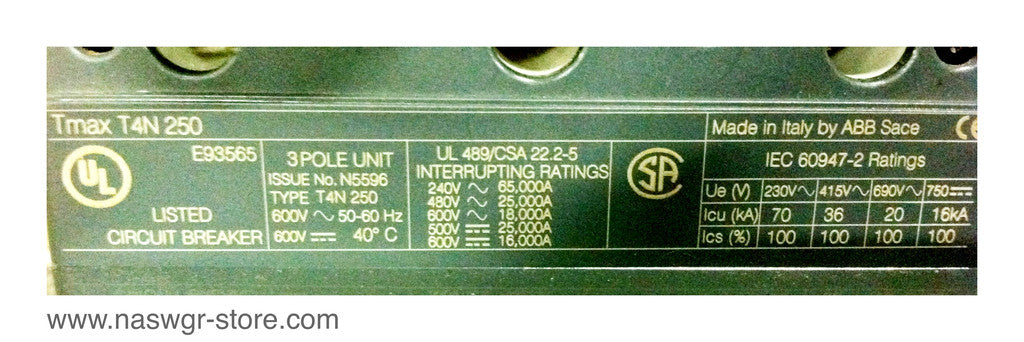 Tmax T4N 250
Made in Italy by ABB Sace CE
UL
E93565
LISTED
CIRCUIT BREAKER
3 POLE UNIT
ISSUE No. N5596
TYPE T4N 250
600V ~ 50-60 Hz
600V ⎓ 40° C
UL 489/CSA 22.2-5
INTERRUPTING RATINGS
240V ~ 65,000A
480V ~ 25,000A
600V ~ 18,000A
500V ⎓ 25,000A
600V ⎓ 16,000A
SA
IEC 60947-2 Ratings
Ue (V) 230V~ 415V~ 690V~ 750⎓
Icu (kA) 70 36 20 16kA
Ics (%) 100 100 100 100
www.naswgr-store.com